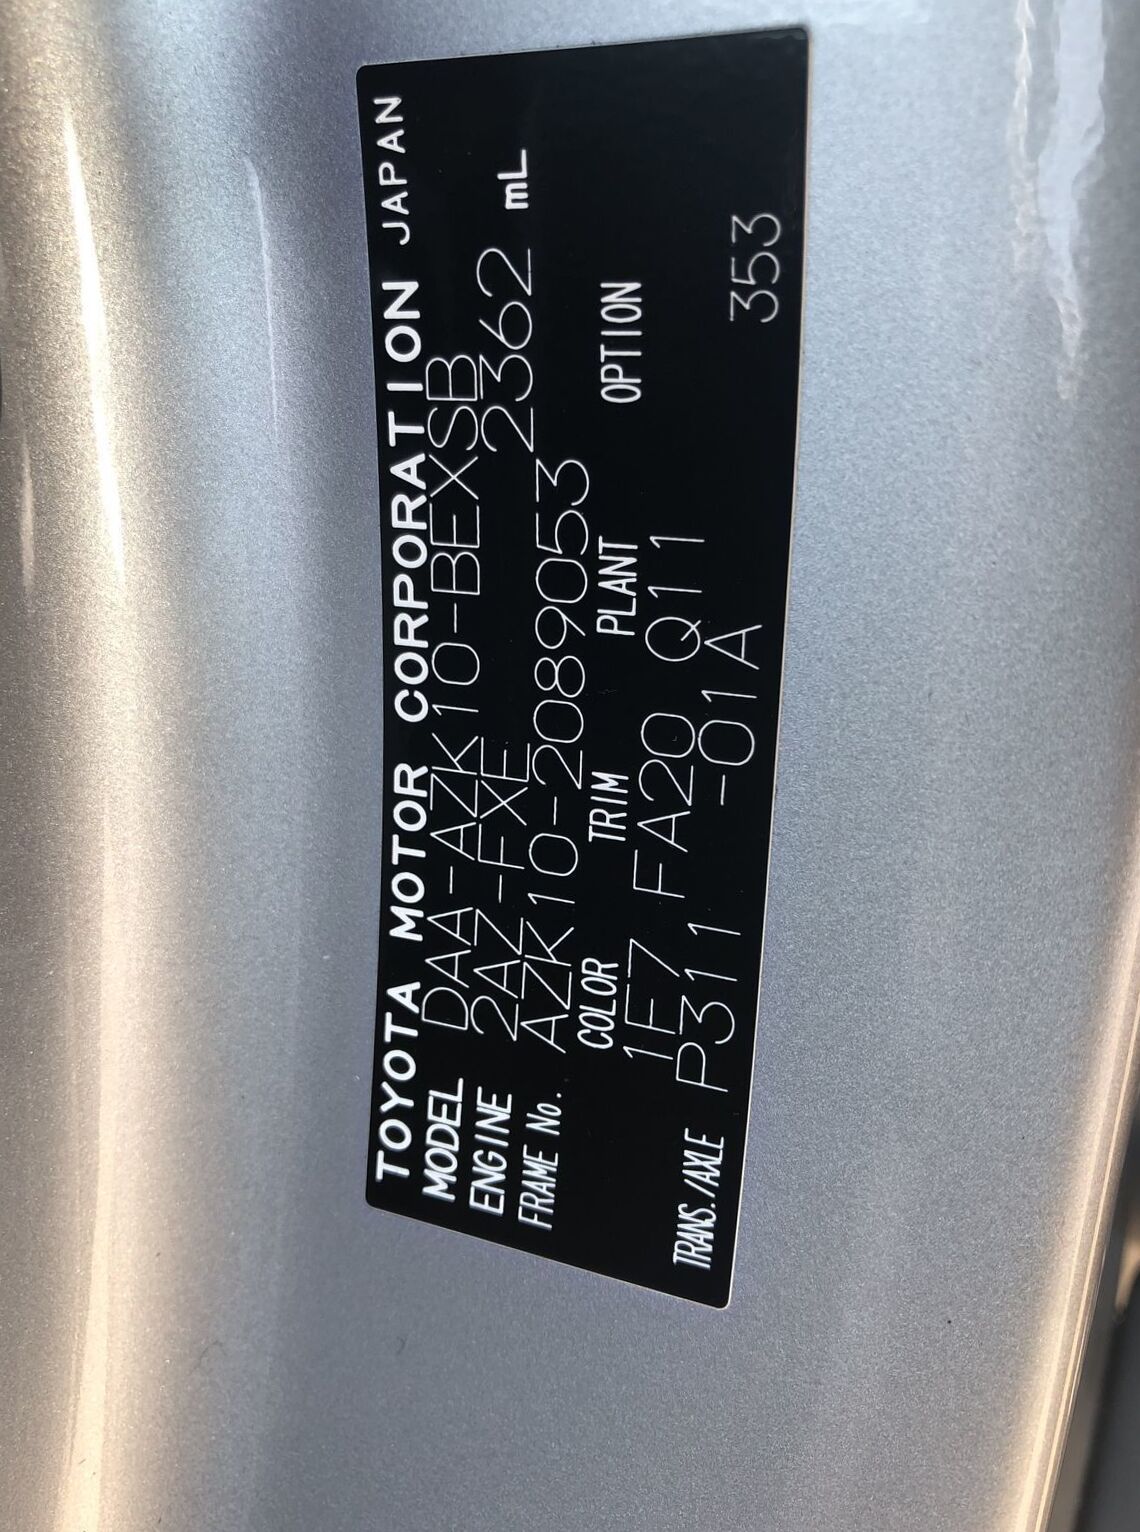 TOYOTA MOTOR CORPORATION JAPAN
MODEL DAA-AZK10-BEXSB
ENGINE 2AZ-FXE 2362 mL
FRAME No. AZK10-2089053
COLOR TRIM PLANT OPTION
1F7 FA20 Q11
TRANS./AXLE P311 -01A 353